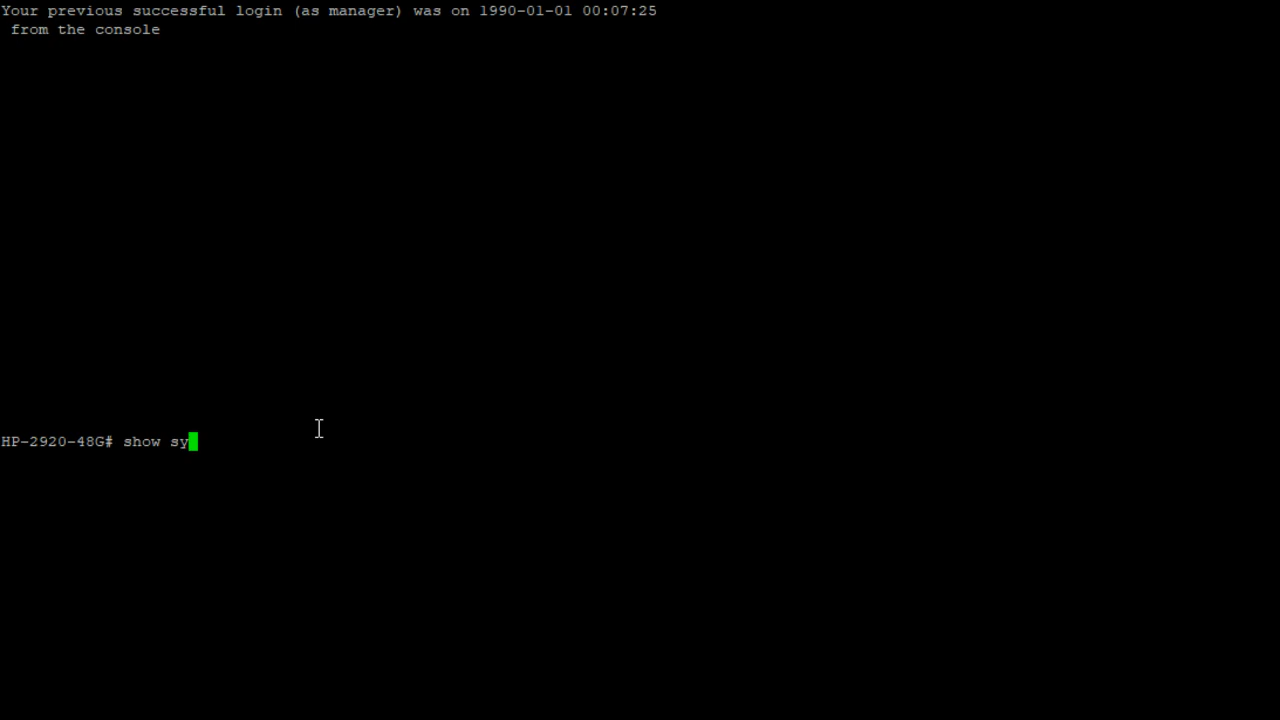 Your previous successful login (as manager) was on 1990-01-01 00:07:25
from the console
HP-2920-48G# show sy